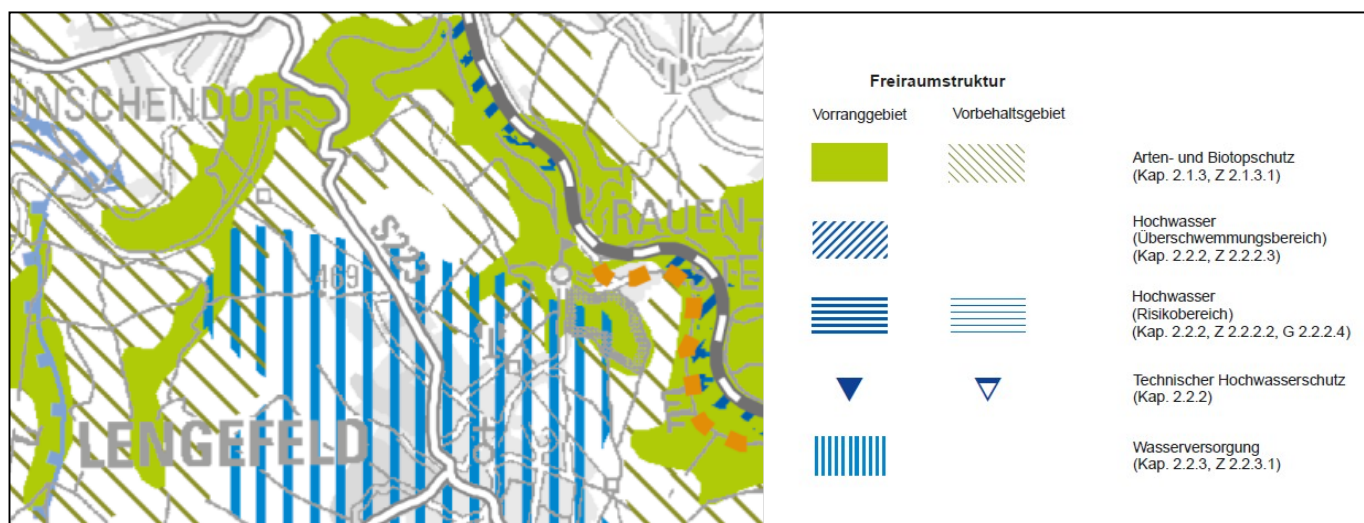 NSCHENDORF
RAUEN-
TE
469
S223
LENGEFELD
Freiraumstruktur
Vorranggebiet Vorbehaltsgebiet
Arten- und Biotopschutz
(Kap. 2.1.3, Z 2.1.3.1)
Hochwasser
(Überschwemmungsbereich)
(Kap. 2.2.2, Z 2.2.2.3)
Hochwasser
(Risikobereich)
(Kap. 2.2.2, Z 2.2.2.2, G 2.2.2.4)
Technischer Hochwasserschutz
(Kap. 2.2.2)
Wasserversorgung
(Kap. 2.2.3, Z 2.2.3.1)